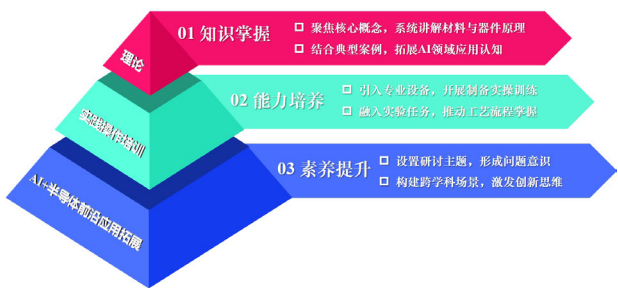 理论
01 知识掌握
聚焦核心概念，系统讲解材料与器件原理
结合典型案例，拓展AI领域应用认知
实践操作培训
02 能力培养
引入专业设备，开展制备实操训练
融入实验任务，推动工艺流程掌握
AI+半导体前沿应用拓展
03 素养提升
设置研讨主题，形成问题意识
构建跨学科场景，激发创新思维